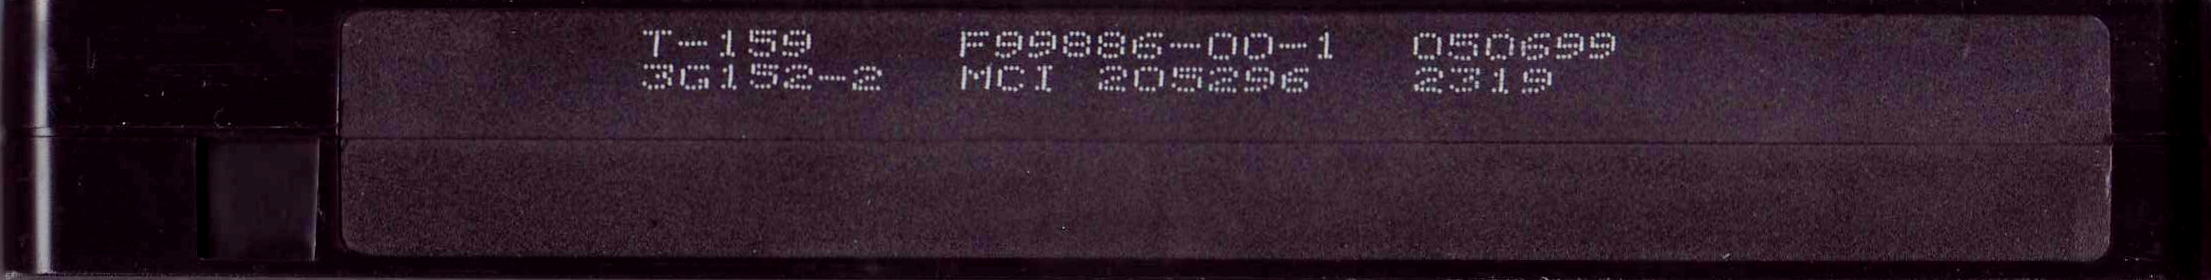 T-159 F99886-00-1 050699
3G152-2 MCI 205296 2319